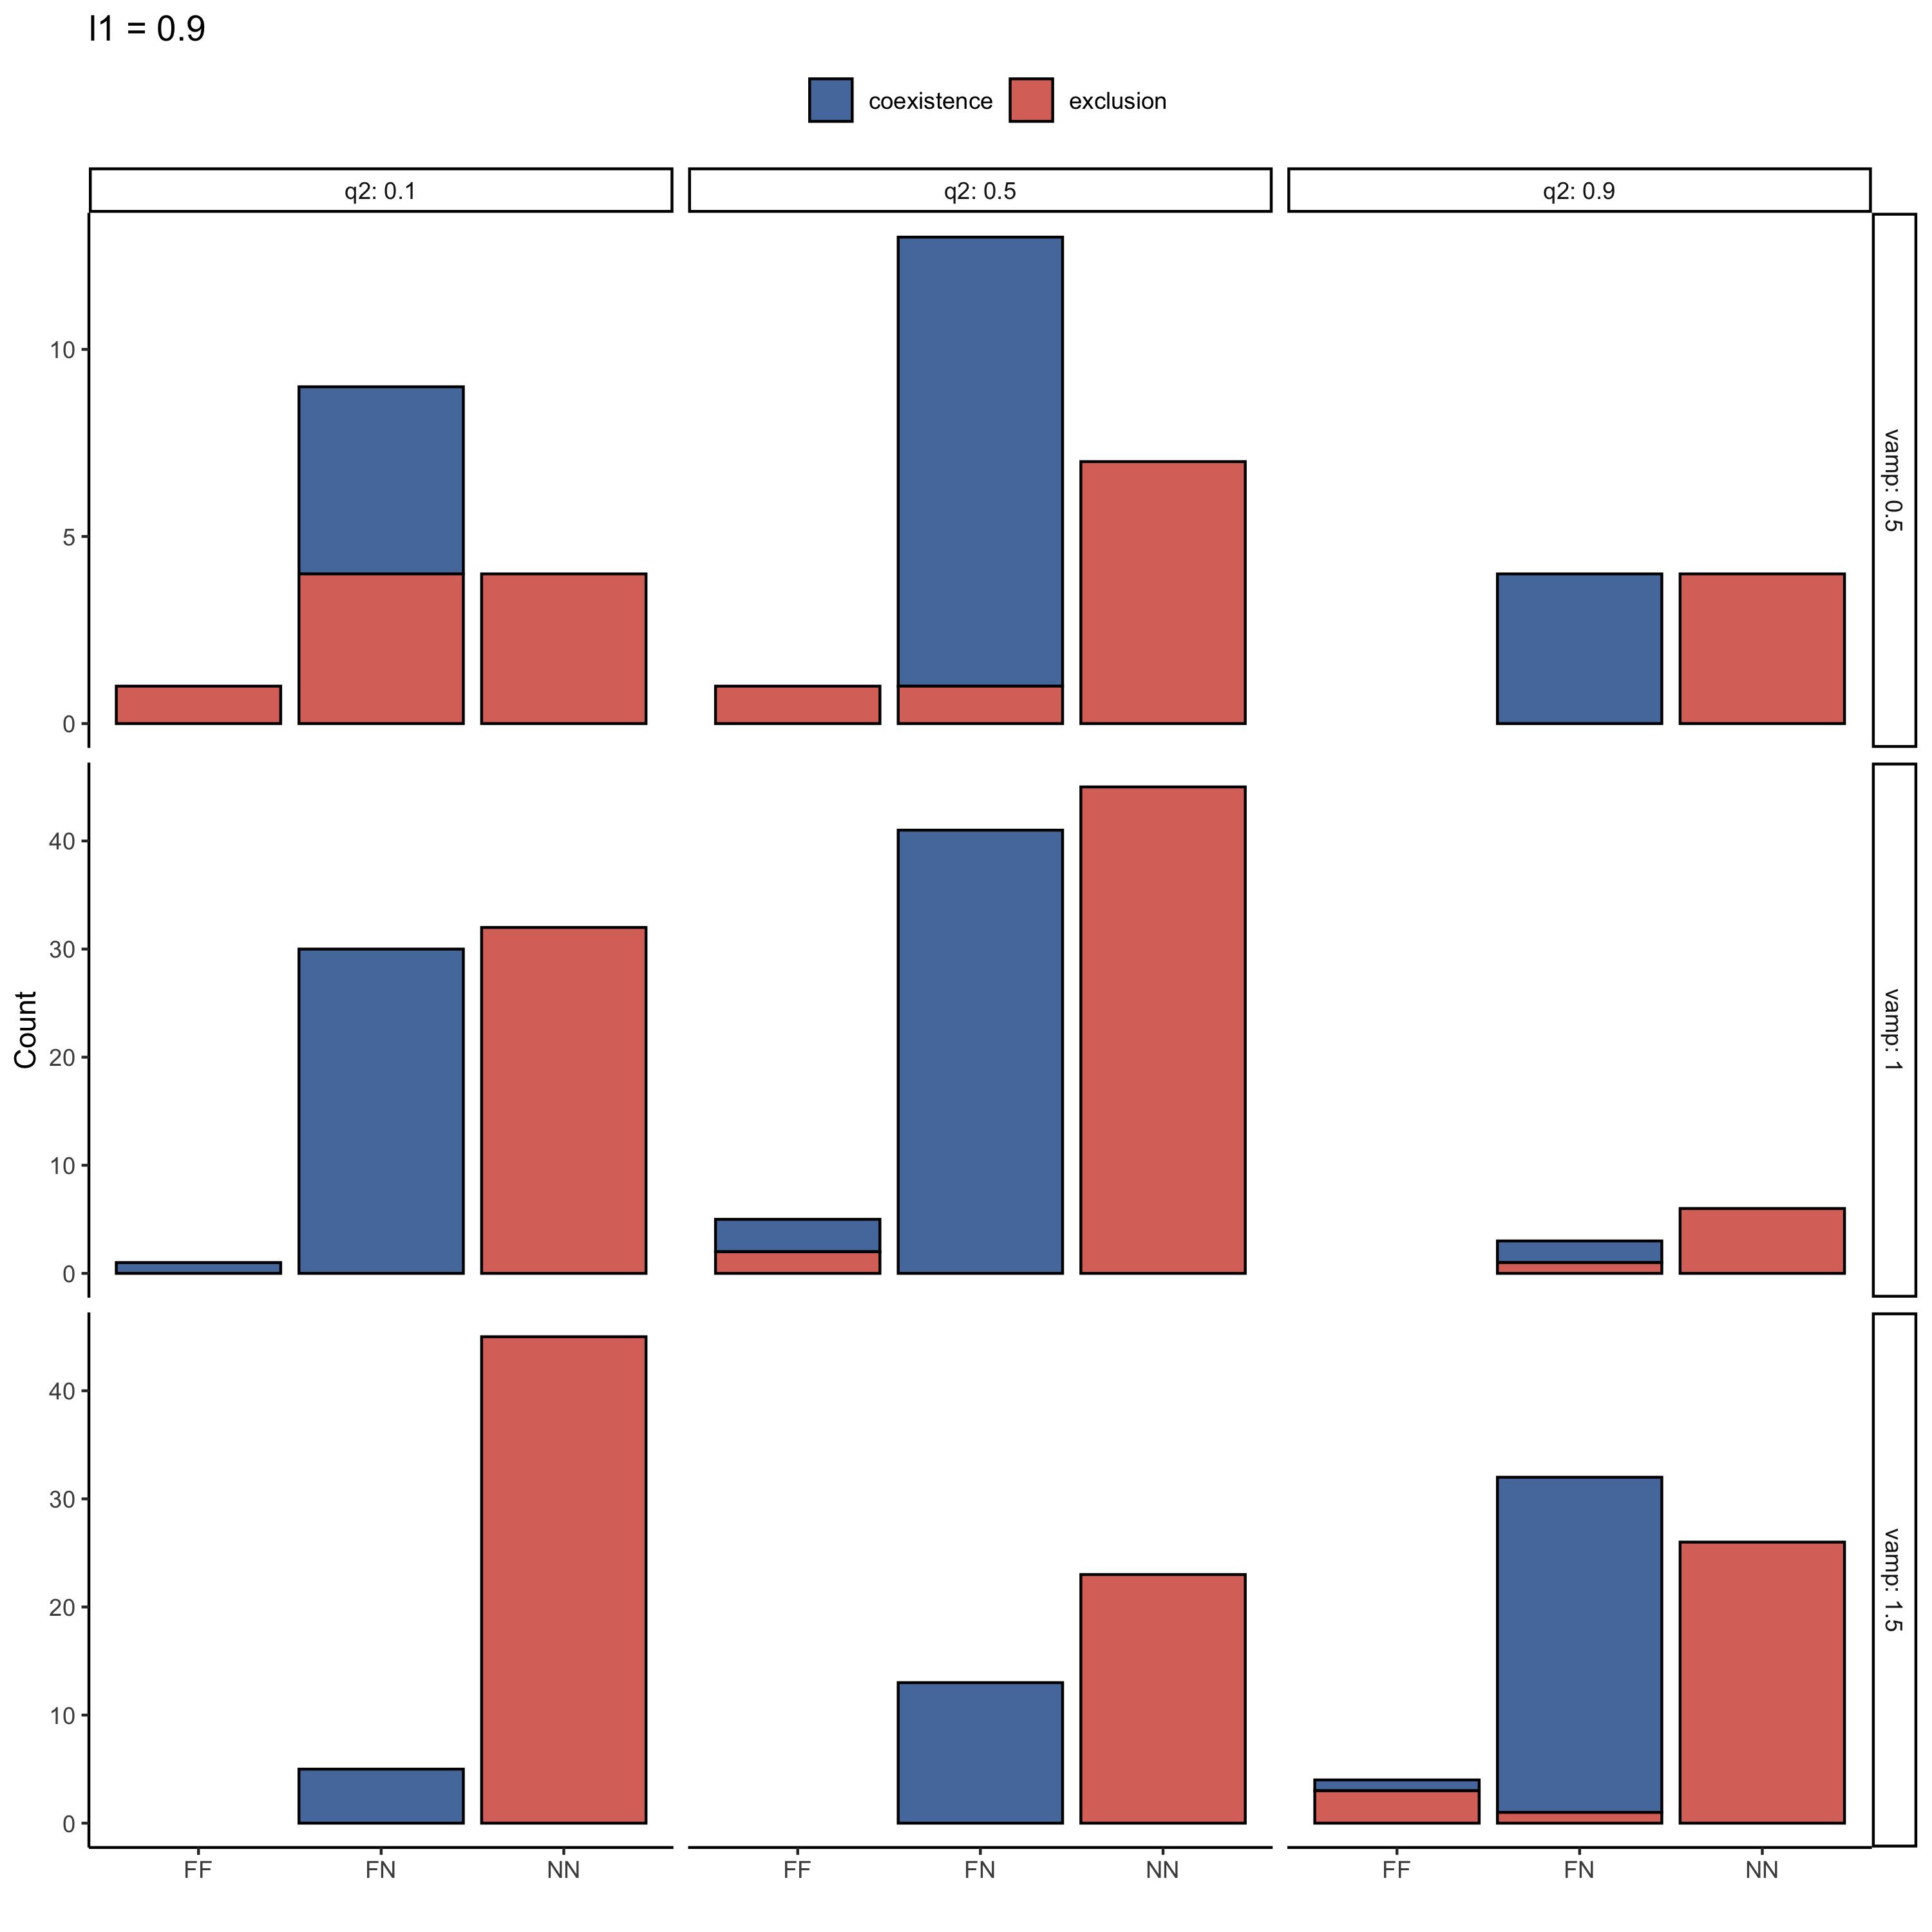 l1 = 0.9
coexistence exclusion
q2: 0.1 q2: 0.5 q2: 0.9
10
5
0
vamp: 0.5
Count
40
30
20
10
0
vamp: 1
40
30
20
10
0
vamp: 1.5
FF FN NN FF FN NN FF FN NN